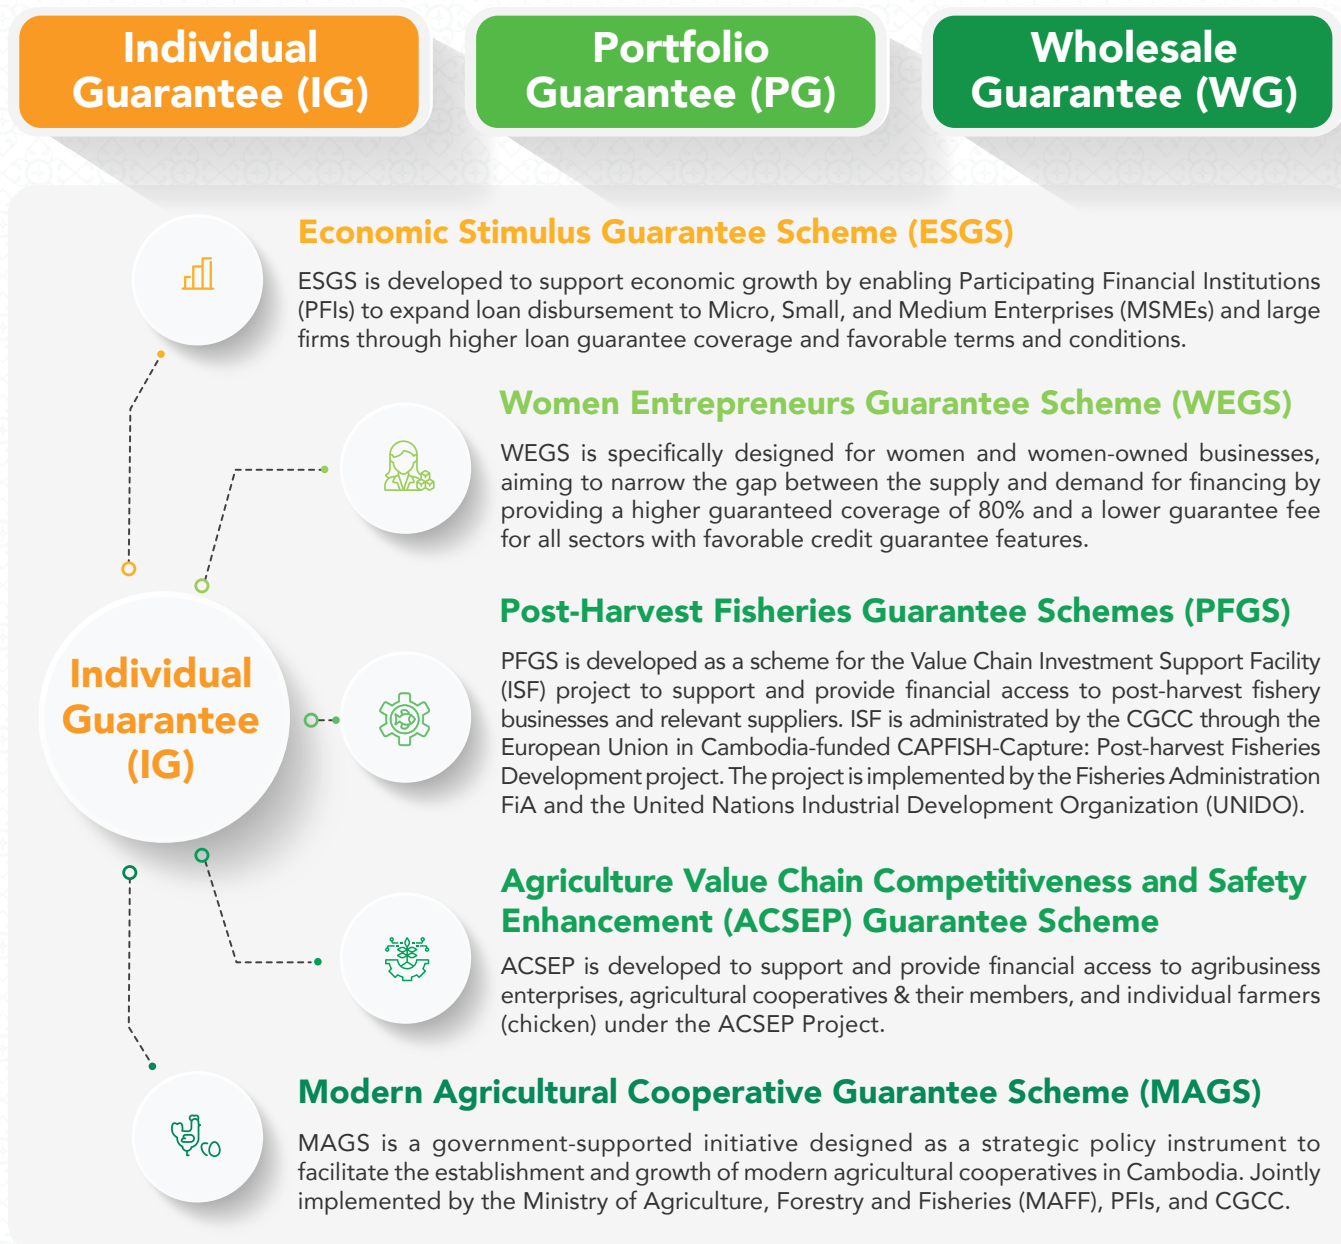 Individual
Guarantee (IG)
Portfolio
Guarantee (PG)
Wholesale
Guarantee (WG)
Economic Stimulus Guarantee Scheme (ESGS)
ESGS is developed to support economic growth by enabling Participating Financial Institutions
(PFIs) to expand loan disbursement to Micro, Small, and Medium Enterprises (MSMEs) and large
firms through higher loan guarantee coverage and favorable terms and conditions.
Women Entrepreneurs Guarantee Scheme (WEGS)
WEGS is specifically designed for women and women-owned businesses,
aiming to narrow the gap between the supply and demand for financing by
providing a higher guaranteed coverage of 80% and a lower guarantee fee
for all sectors with favorable credit guarantee features.
Individual
Guarantee
(IG)
Post-Harvest Fisheries Guarantee Schemes (PFGS)
PFGS is developed as a scheme for the Value Chain Investment Support Facility
(ISF) project to support and provide financial access to post-harvest fishery
businesses and relevant suppliers. ISF is administrated by the CGCC through the
European Union in Cambodia-funded CAPFISH-Capture: Post-harvest Fisheries
Development project. The project is implemented by the Fisheries Administration
FiA and the United Nations Industrial Development Organization (UNIDO).
Agriculture Value Chain Competitiveness and Safety
Enhancement (ACSEP) Guarantee Scheme
ACSEP is developed to support and provide financial access to agribusiness
enterprises, agricultural cooperatives & their members, and individual farmers
(chicken) under the ACSEP Project.
Modern Agricultural Cooperative Guarantee Scheme (MAGS)
MAGS is a government-supported initiative designed as a strategic policy instrument to
facilitate the establishment and growth of modern agricultural cooperatives in Cambodia. Jointly
implemented by the Ministry of Agriculture, Forestry and Fisheries (MAFF), PFIs, and CGCC.